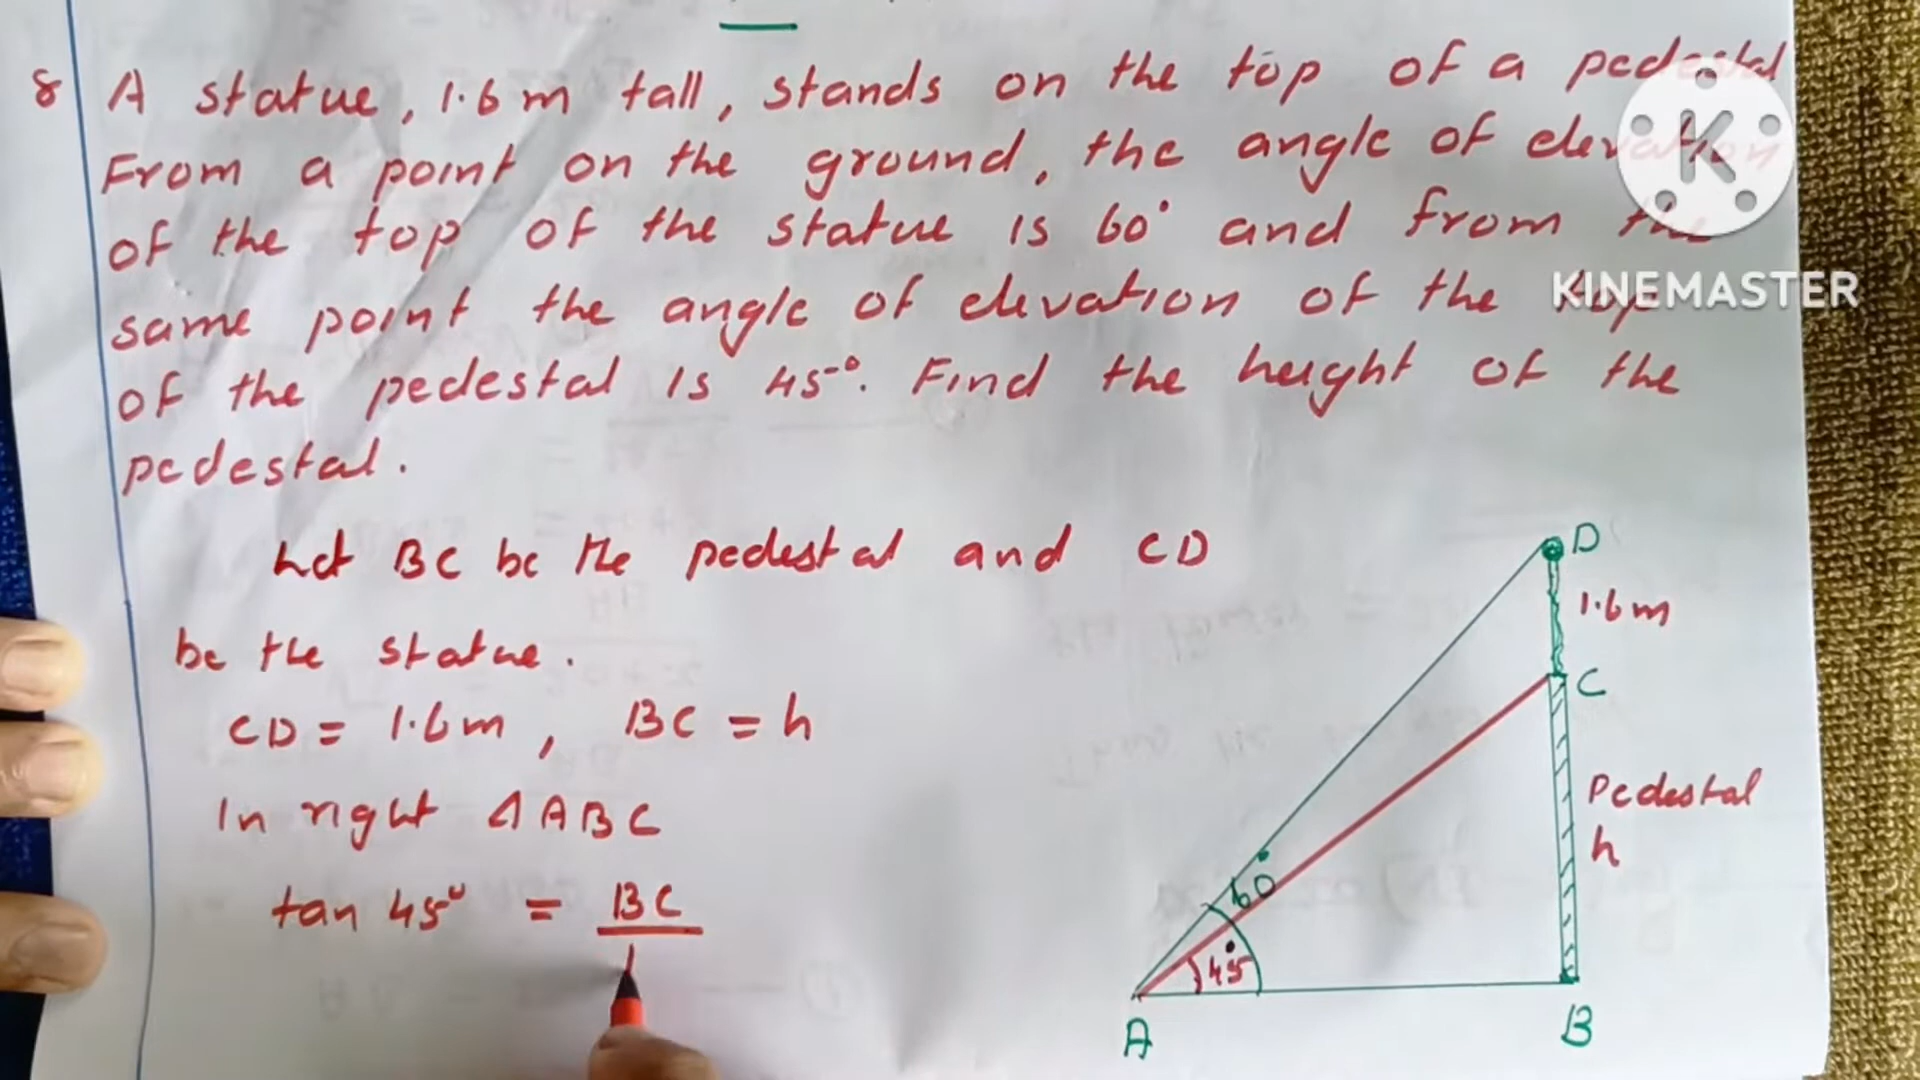 8 A statue, 1.6 m tall, stands on the top of a pedestal
From a point on the ground, the angle of elevation
of the top of the statue is 60° and from the
same point the angle of elevation of the top
of the pedestal is 45°. Find the height of the
pedestal.
Let BC be the pedestal and CD
be the statue.
CD = 1.6m, BC = h
In right ΔABC
tan 45° = BC
D
1.6m
C
Pedestal
h
60°
45°
A
B
K
KINEMASTER